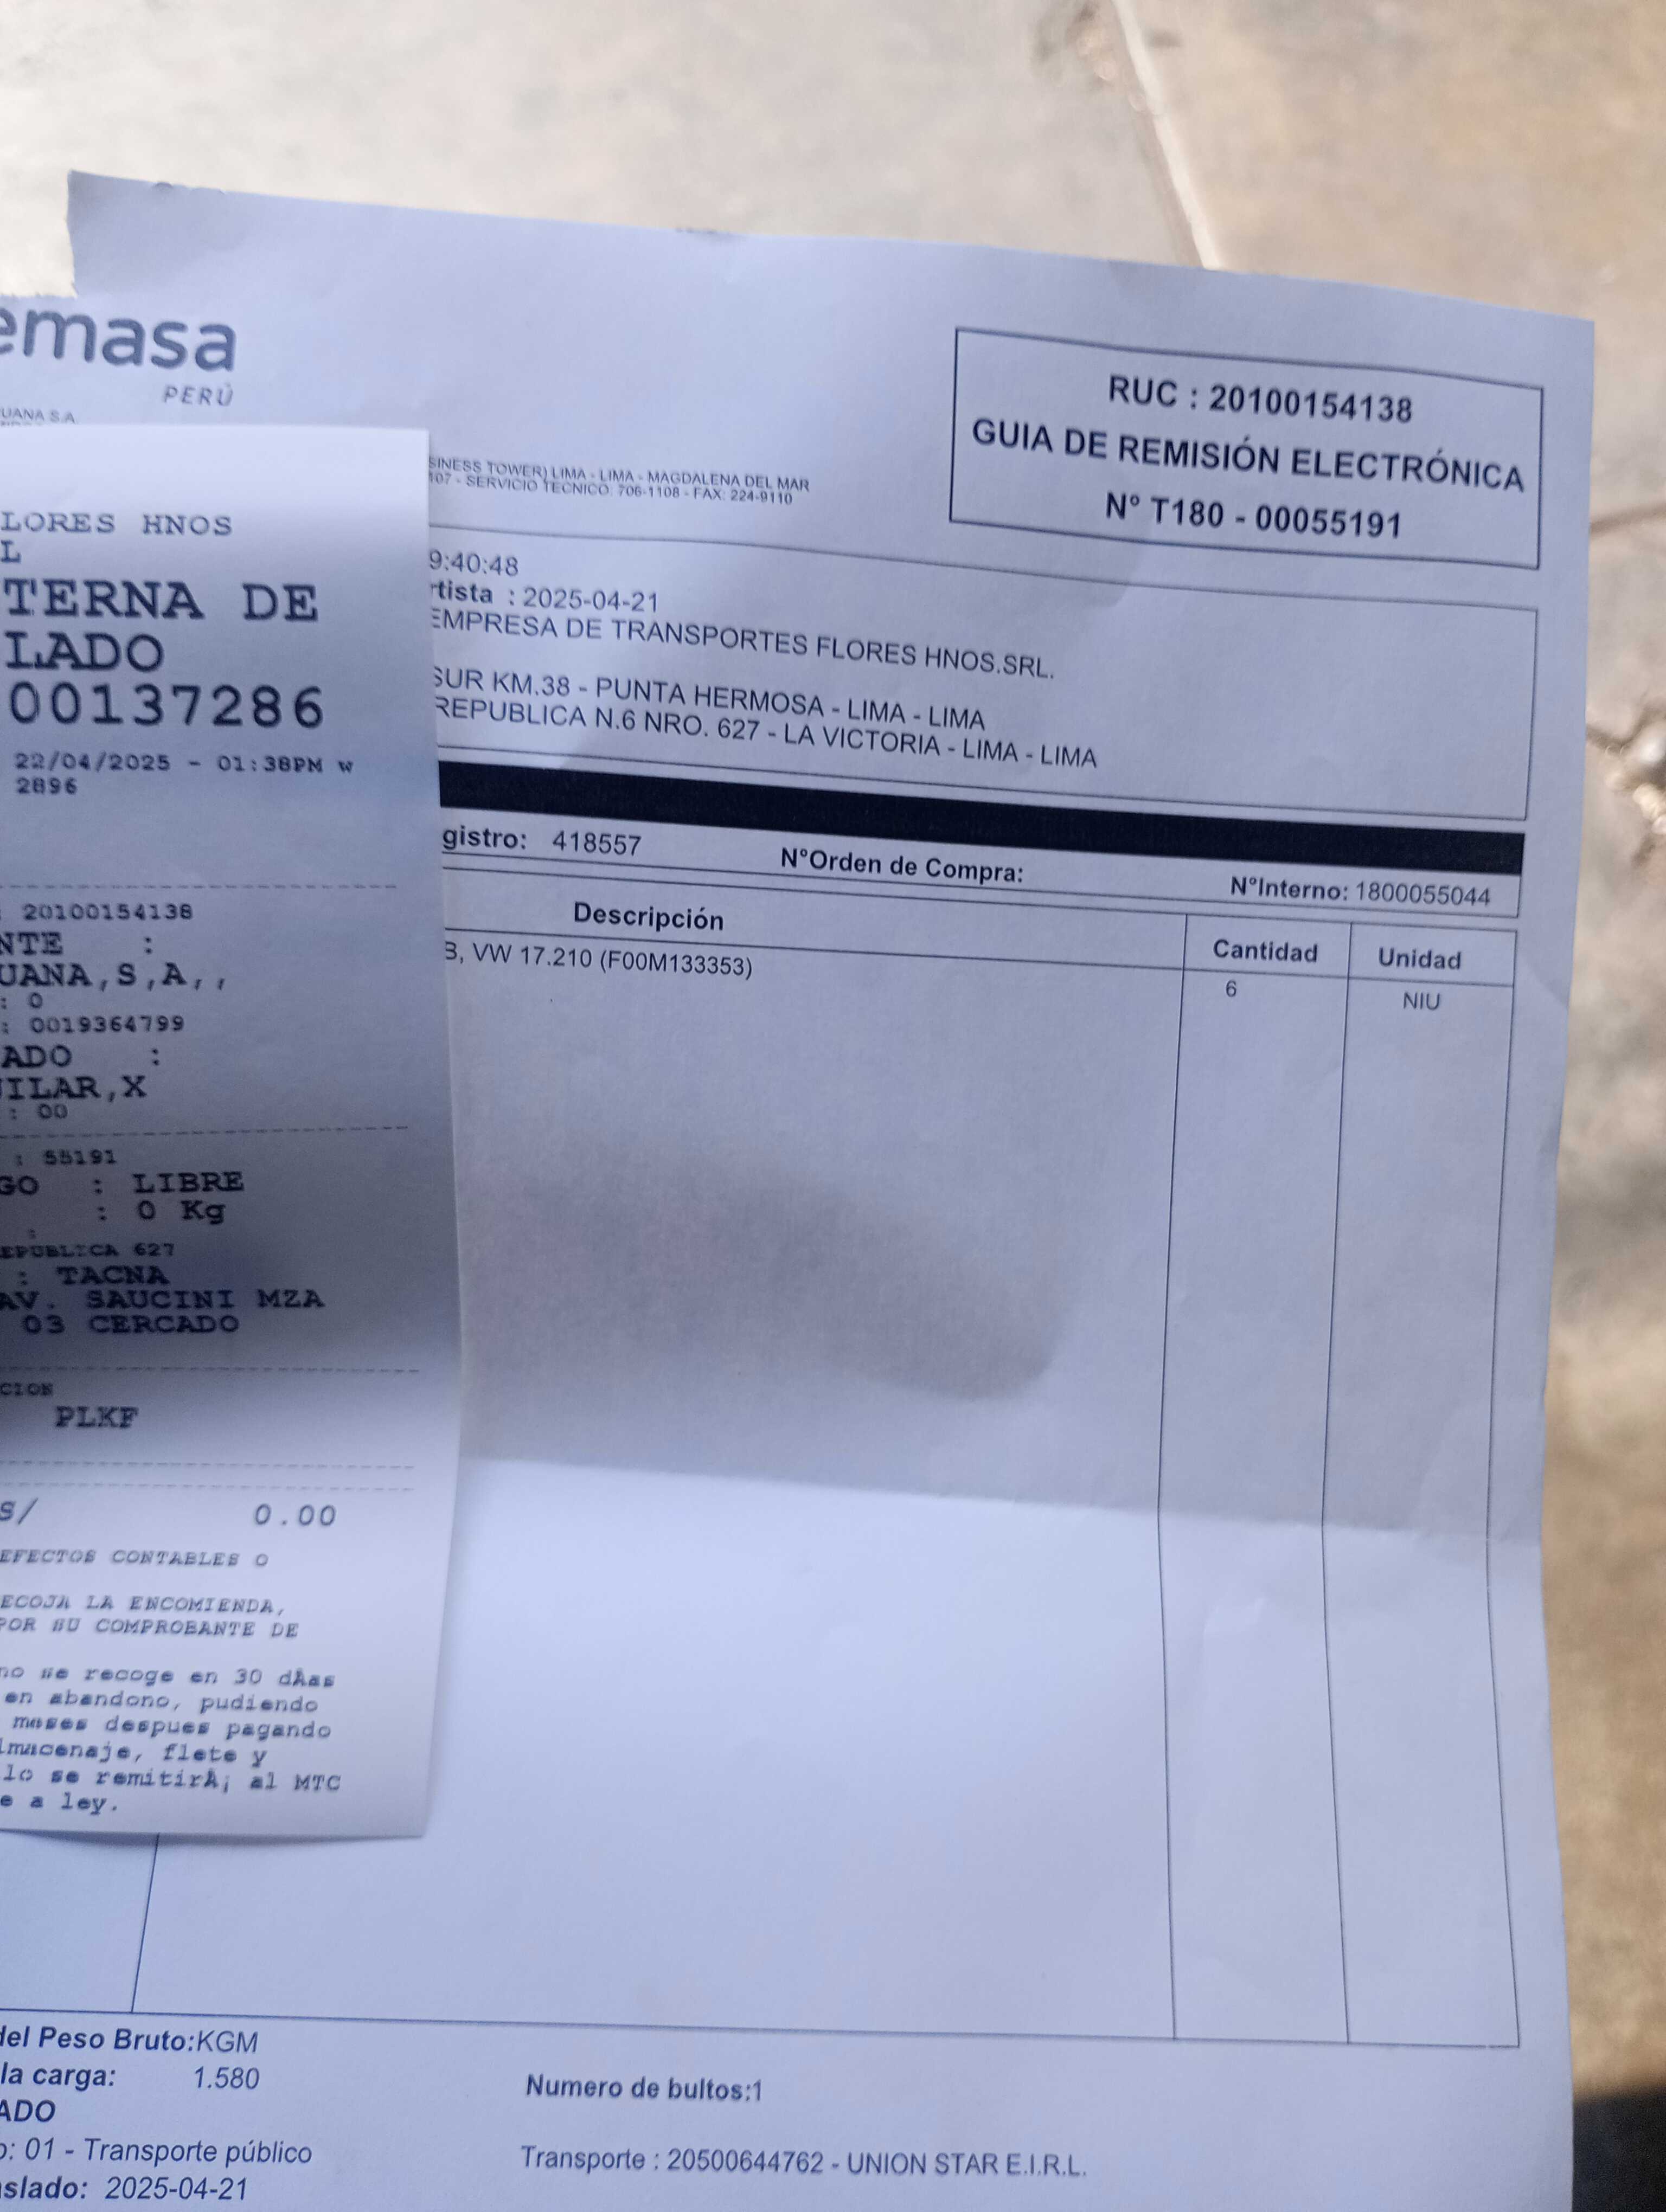 emasa
PERÚ
UANA S.A.
RUC : 20100154138
GUIA DE REMISIÓN ELECTRÓNICA
N° T180 - 00055191
SINESS TOWER) LIMA - LIMA - MAGDALENA DEL MAR
107 - SERVICIO TECNICO: 706-1108 - FAX: 224-9110
9:40:48
rtista : 2025-04-21
EMPRESA DE TRANSPORTES FLORES HNOS.SRL.
SUR KM.38 - PUNTA HERMOSA - LIMA - LIMA
REPUBLICA N.6 NRO. 627 - LA VICTORIA - LIMA - LIMA
gistro: 418557 N°Orden de Compra: N°Interno: 1800055044
Descripción Cantidad Unidad
B, VW 17.210 (F00M133353) 6 NIU
LORES HNOS
L
TERNA DE
LADO
00137286
22/04/2025 - 01:38PM w
2896
: 20100154138
NTE :
UANA,S,A,,
: 0
: 0019364799
ADO :
UILAR,X
: 00
: 55191
GO : LIBRE
: 0 Kg
:
EPUBLICA 627
: TACNA
AV. SAUCINI MZA
03 CERCADO
CION
PLKF
S/ 0.00
EFECTOS CONTABLES O
ECOJA LA ENCOMIENDA,
POR SU COMPROBANTE DE
no se recoge en 30 dÃas
en abandono, pudiendo
meses despues pagando
lmacenaje, flete y
lo se remitirÃ¡ al MTC
e a ley.
del Peso Bruto:KGM
la carga: 1.580
Numero de bultos:1
ADO
o: 01 - Transporte público
Transporte : 20500644762 - UNION STAR E.I.R.L.
aslado: 2025-04-21